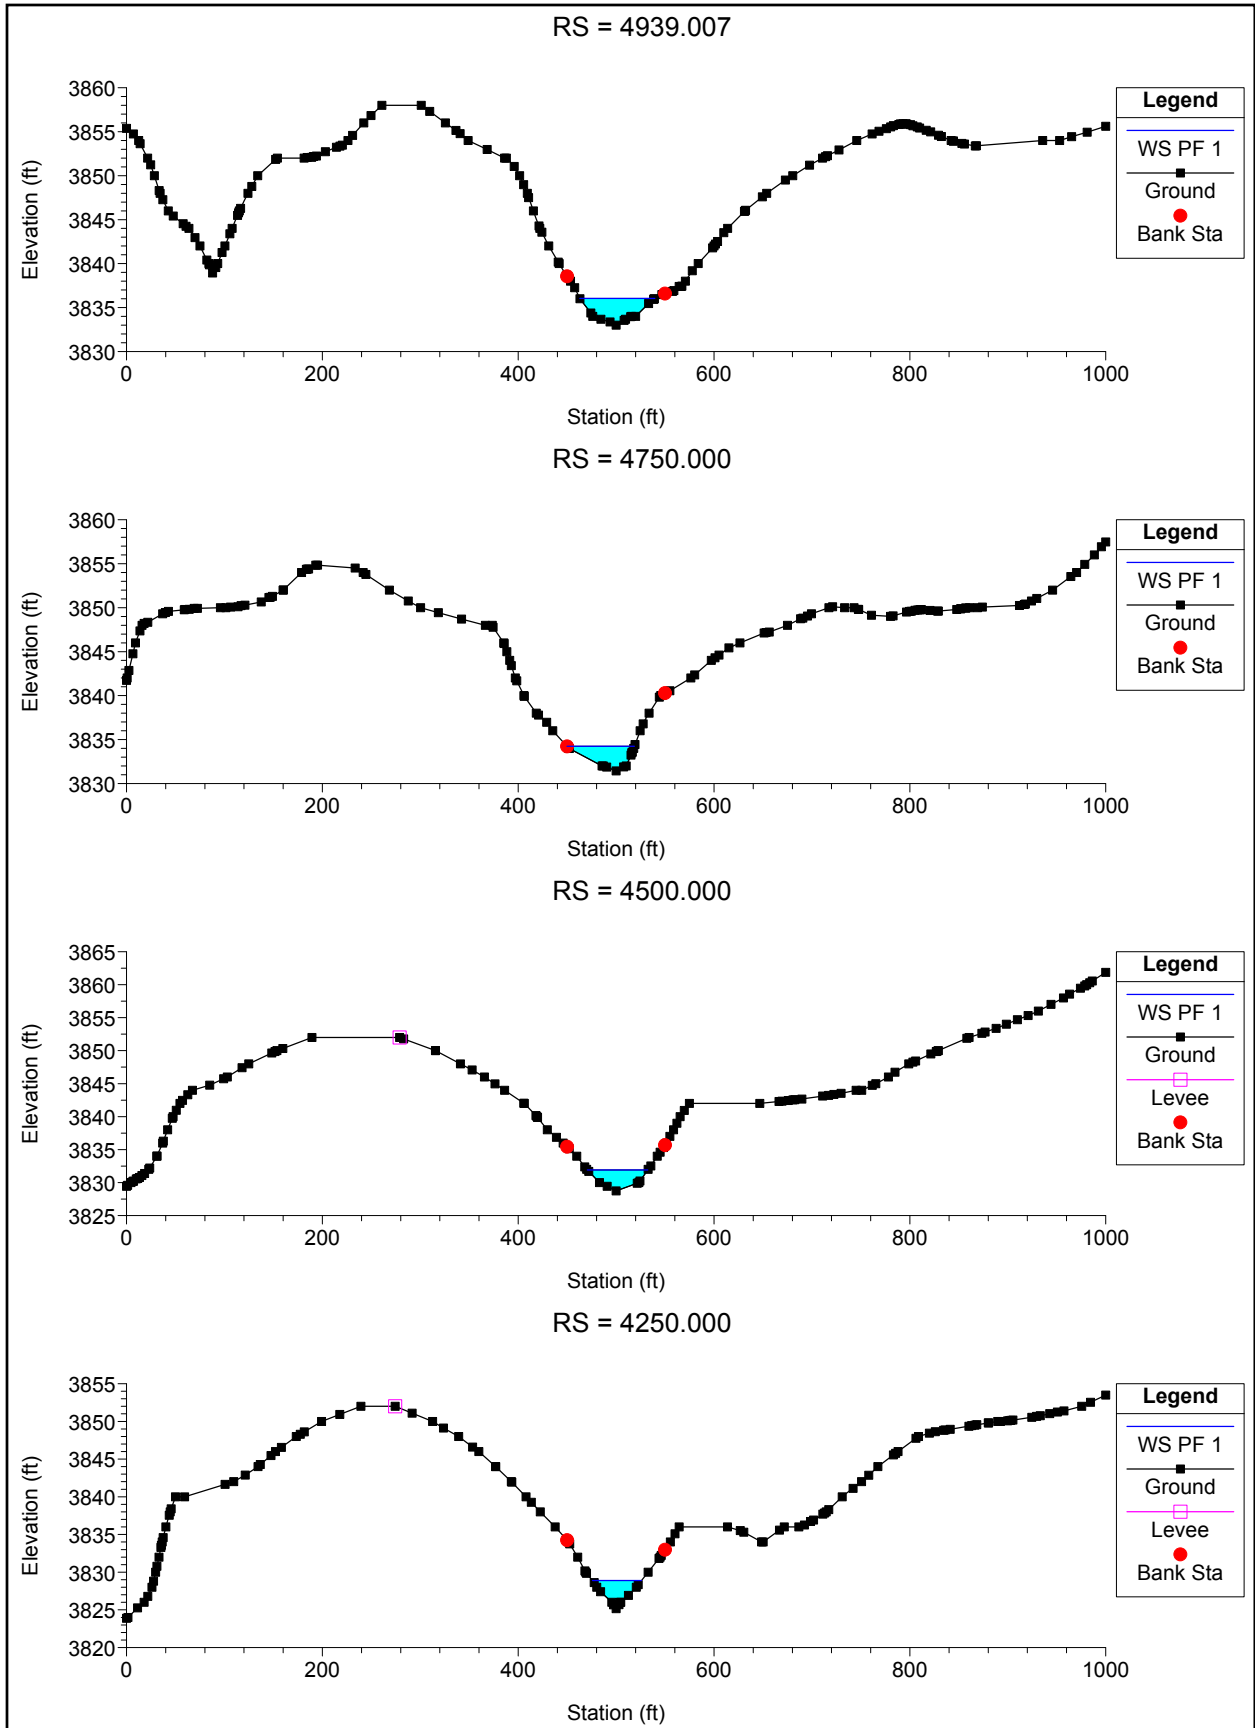 RS = 4939.007
3860
3855
3850
3845
3840
3835
3830
Elevation (ft)
0 200 400 600 800 1000
Station (ft)
Legend
WS PF 1
Ground
Bank Sta
RS = 4750.000
3860
3855
3850
3845
3840
3835
3830
Elevation (ft)
0 200 400 600 800 1000
Station (ft)
Legend
WS PF 1
Ground
Bank Sta
RS = 4500.000
3865
3860
3855
3850
3845
3840
3835
3830
3825
Elevation (ft)
0 200 400 600 800 1000
Station (ft)
Legend
WS PF 1
Ground
Levee
Bank Sta
RS = 4250.000
3855
3850
3845
3840
3835
3830
3825
3820
Elevation (ft)
0 200 400 600 800 1000
Station (ft)
Legend
WS PF 1
Ground
Levee
Bank Sta